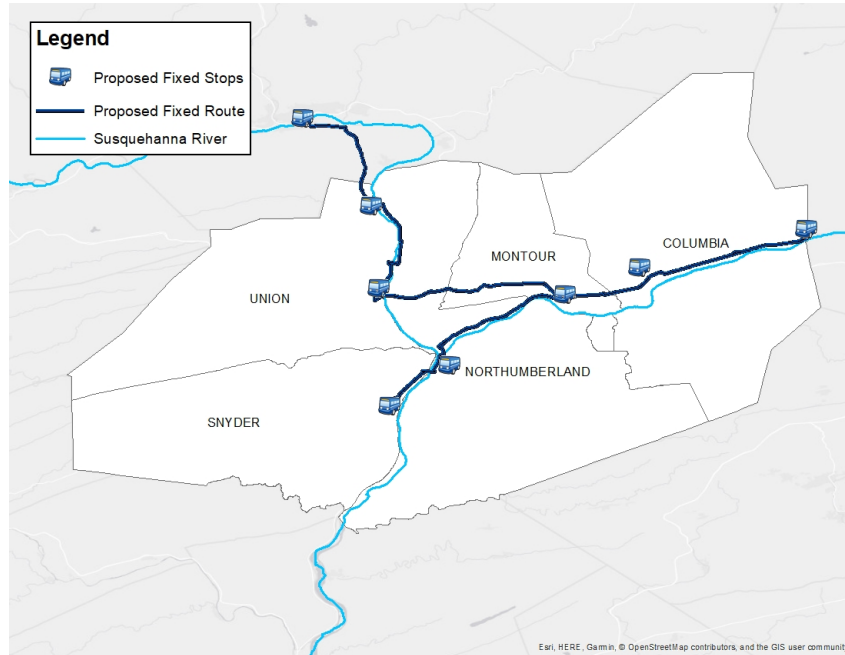 Legend
Proposed Fixed Stops
Proposed Fixed Route
Susquehanna River
COLUMBIA
MONTOUR
UNION
NORTHUMBERLAND
SNYDER
Esri, HERE, Garmin, © OpenStreetMap contributors, and the GIS user communit